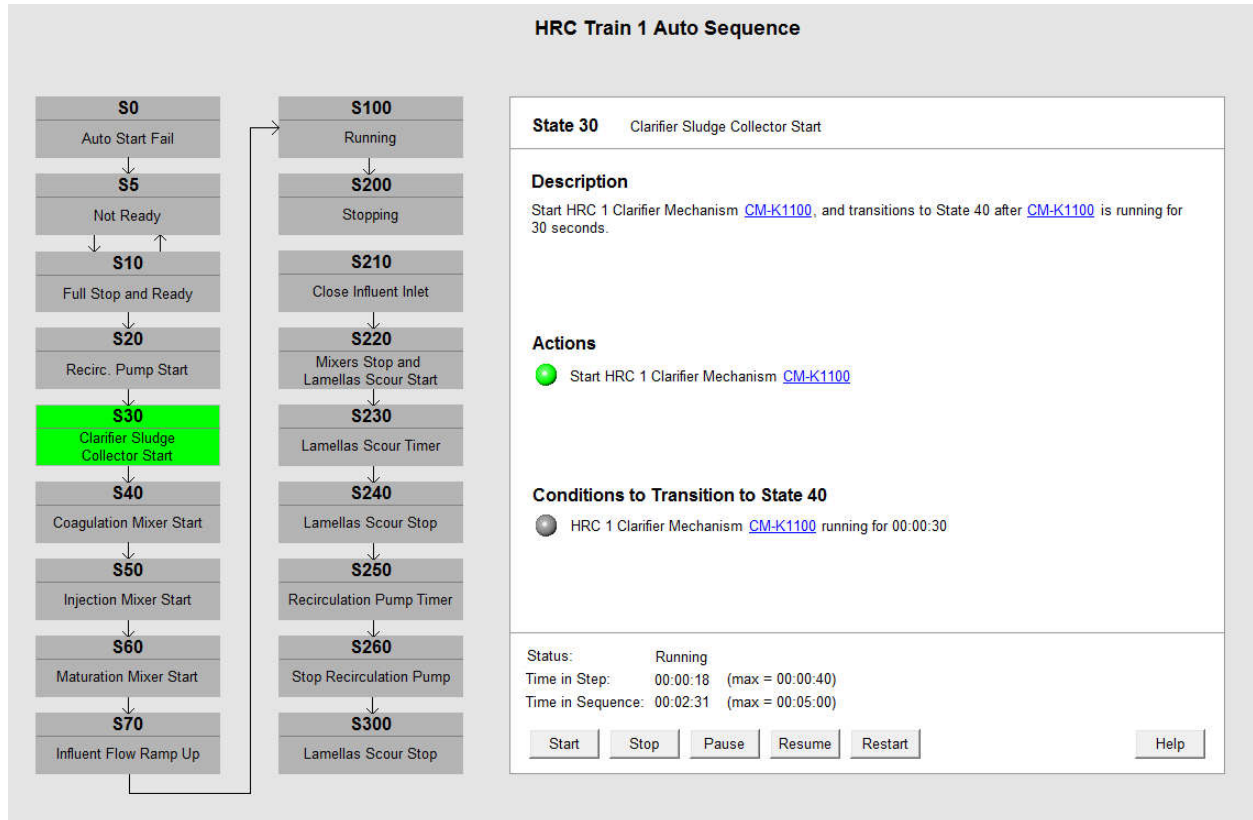 HRC Train 1 Auto Sequence
S0
Auto Start Fail
S5
Not Ready
S10
Full Stop and Ready
S20
Recirc. Pump Start
S30
Clarifier Sludge
Collector Start
S40
Coagulation Mixer Start
S50
Injection Mixer Start
S60
Maturation Mixer Start
S70
Influent Flow Ramp Up
S100
Running
S200
Stopping
S210
Close Influent Inlet
S220
Mixers Stop and
Lamellas Scour Start
S230
Lamellas Scour Timer
S240
Lamellas Scour Stop
S250
Recirculation Pump Timer
S260
Stop Recirculation Pump
S300
Lamellas Scour Stop
State 30 Clarifier Sludge Collector Start
Description
Start HRC 1 Clarifier Mechanism CM-K1100, and transitions to State 40 after CM-K1100 is running for
30 seconds.
Actions
Start HRC 1 Clarifier Mechanism CM-K1100
Conditions to Transition to State 40
HRC 1 Clarifier Mechanism CM-K1100 running for 00:00:30
Status: Running
Time in Step: 00:00:18 (max = 00:00:40)
Time in Sequence: 00:02:31 (max = 00:05:00)
Start Stop Pause Resume Restart Help